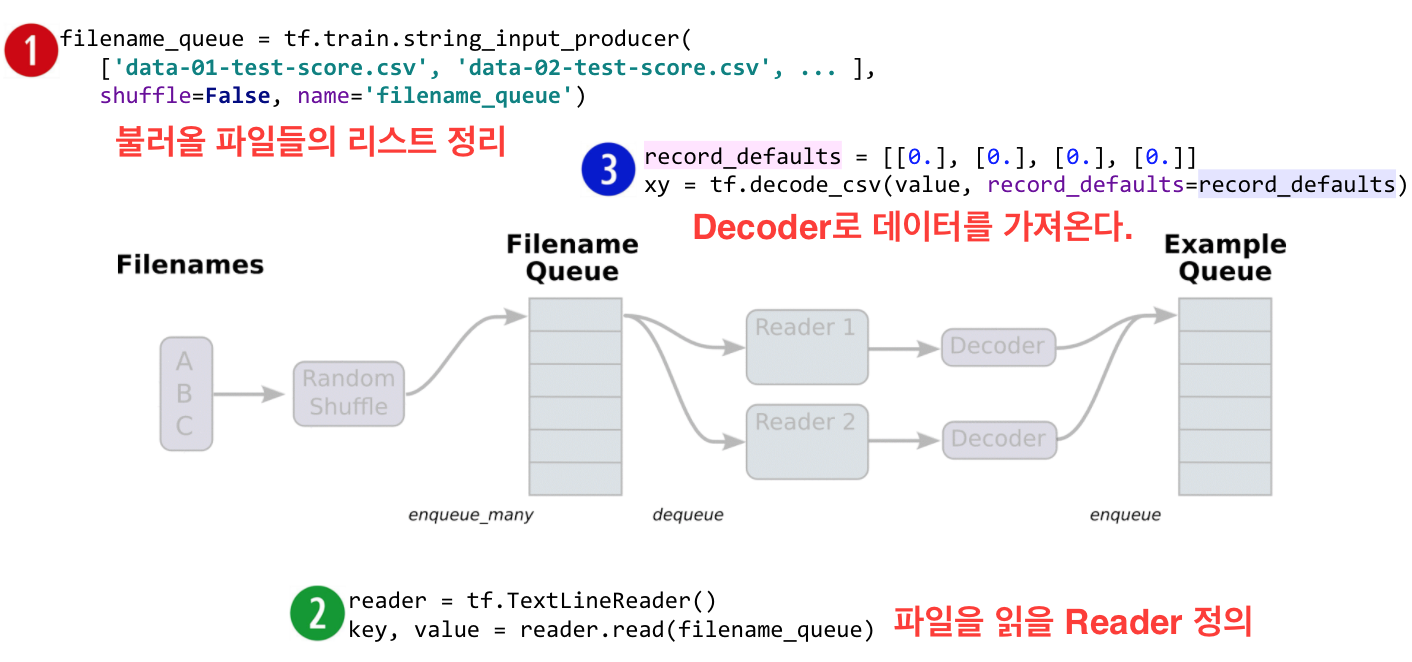 1
filename_queue = tf.train.string_input_producer(
['data-01-test-score.csv', 'data-02-test-score.csv', ... ],
shuffle=False, name='filename_queue')
불러올 파일들의 리스트 정리
3
record_defaults = [[0.], [0.], [0.], [0.]]
xy = tf.decode_csv(value, record_defaults=record_defaults)
Decoder로 데이터를 가져온다.
Filenames
Filename
Queue
Example
Queue
A
B
C
Random
Shuffle
Reader 1
Decoder
Reader 2
Decoder
enqueue_many
dequeue
enqueue
2
reader = tf.TextLineReader()
key, value = reader.read(filename_queue)
파일을 읽을 Reader 정의